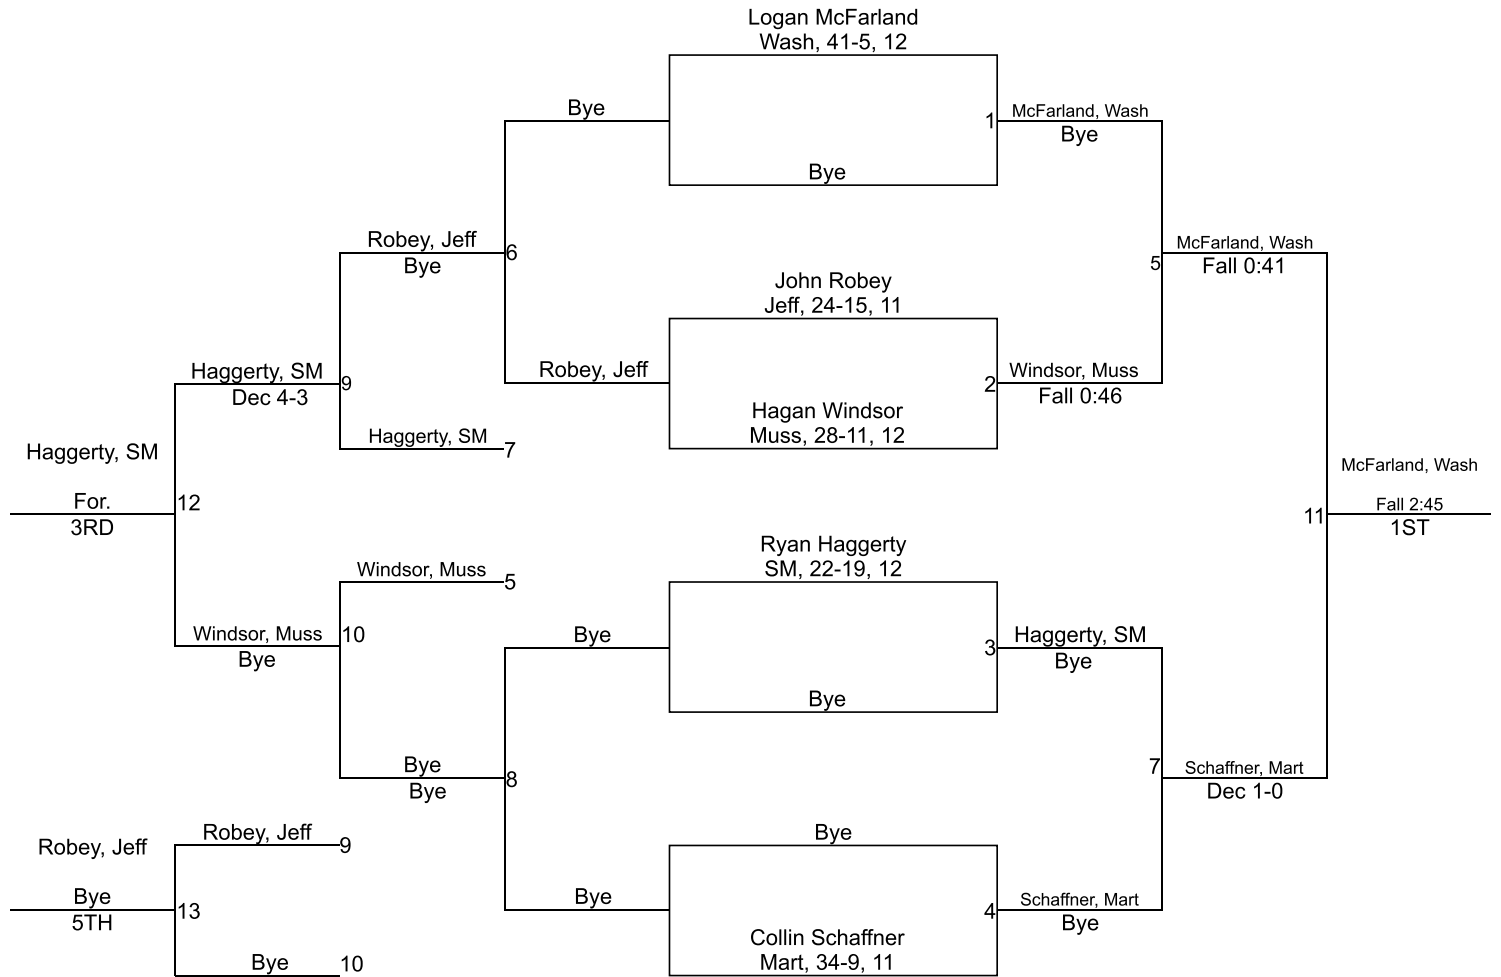 Logan McFarland
Wash, 41-5, 12
Bye
1
McFarland, Wash
Bye
Bye
Robey, Jeff
Bye
6
McFarland, Wash
Fall 0:41
5
John Robey
Jeff, 24-15, 11
Haggerty, SM
Dec 4-3
9
Robey, Jeff
2
Windsor, Muss
Fall 0:46
Hagan Windsor
Muss, 28-11, 12
Haggerty, SM
7
Haggerty, SM
For.
3RD
12
McFarland, Wash
Fall 2:45
1ST
11
Ryan Haggerty
SM, 22-19, 12
Windsor, Muss
5
Windsor, Muss
Bye
10
Bye
3
Haggerty, SM
Bye
Bye
Bye
Bye
8
7
Schaffner, Mart
Dec 1-0
Robey, Jeff
Bye
5TH
Robey, Jeff
9
13
Bye
10
Bye
Bye
4
Schaffner, Mart
Bye
Collin Schaffner
Mart, 34-9, 11